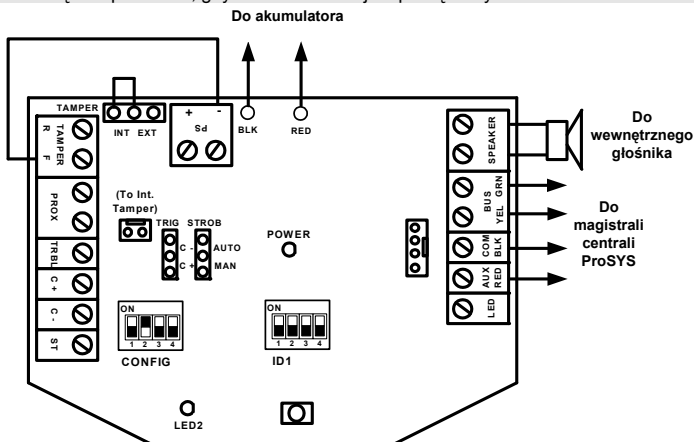 Do akumulatora
TAMPER
INT EXT
+ -
PS
BLK
RED
R
TAMPER
F
PROX
TRBL
C +
C -
ST
(To Int.
Tamper)
TRIG STROB
C - AUTO
C + MAN
POWER
ON
1 2 3 4
CONFIG
ON
1 2 3 4
ID1
LED2
SPEAKER
BUS
YEL GRN
COM
BLK
AUX
RED
LED
Do
wewnętrznego
głośnika
Do
magistrali
centrali
ProSYS